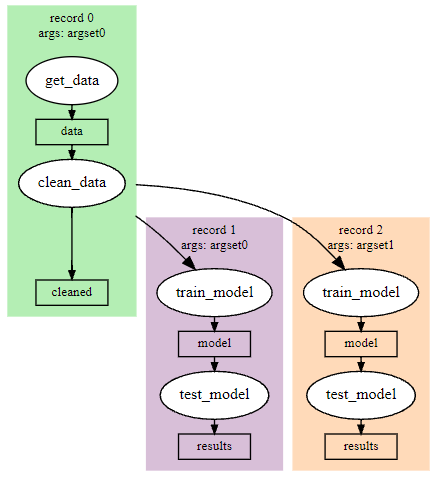 record 0
args: argset0
get_data
data
clean_data
cleaned
record 1
args: argset0
train_model
model
test_model
results
record 2
args: argset1
train_model
model
test_model
results